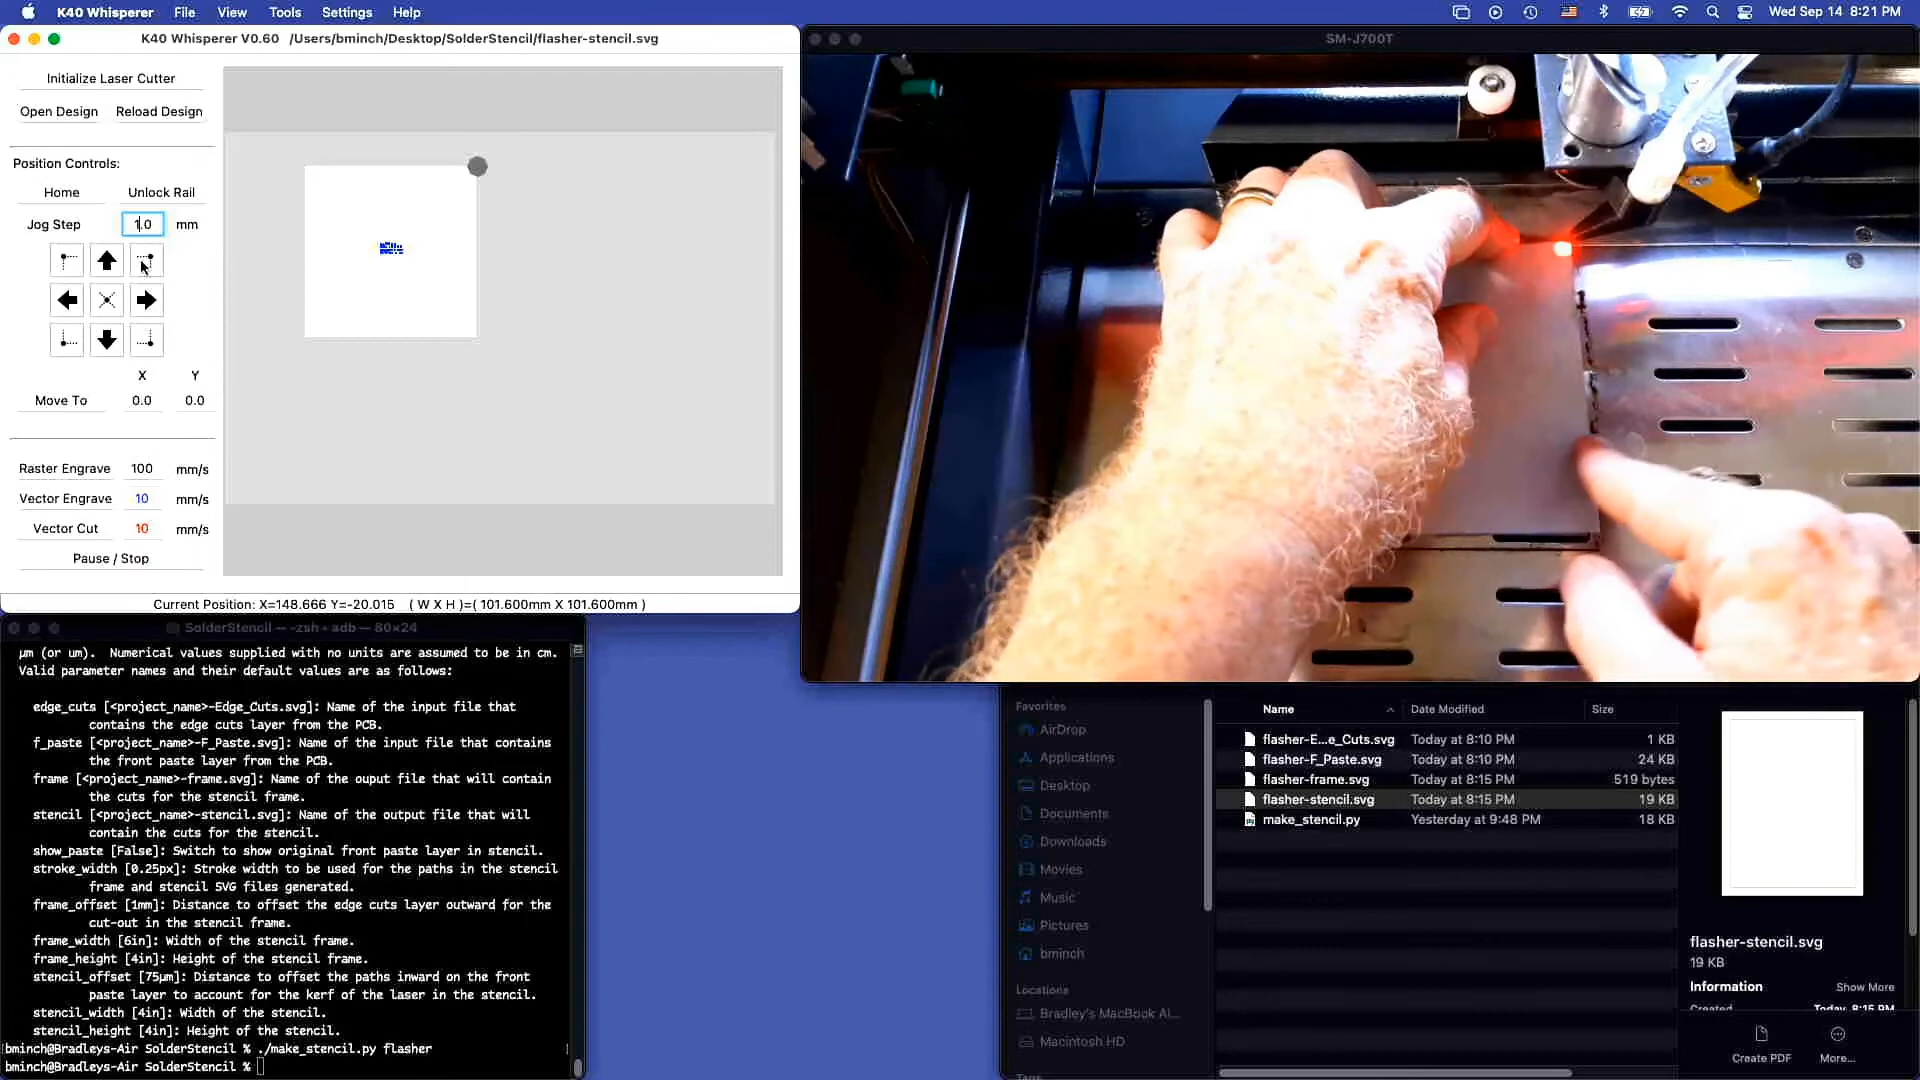 K40 Whisperer File View Tools Settings Help
Wed Sep 14 8:21 PM
K40 Whisperer V0.60 /Users/bminch/Desktop/SolderStencil/flasher-stencil.svg
Initialize Laser Cutter
Open Design Reload Design
Position Controls:
Home Unlock Rail
Jog Step 1.0 mm
X Y
Move To 0.0 0.0
Raster Engrave 100 mm/s
Vector Engrave 10 mm/s
Vector Cut 10 mm/s
Pause / Stop
Current Position: X=148.666 Y=-20.015 ( W X H )=( 101.600mm X 101.600mm )
SM-J700T
SolderStencil — -zsh • adb — 80×24
µm (or um). Numerical values supplied with no units are assumed to be in cm.
Valid parameter names and their default values are as follows:
edge_cuts [<project_name>-Edge_Cuts.svg]: Name of the input file that
contains the edge cuts layer from the PCB.
f_paste [<project_name>-F_Paste.svg]: Name of the input file that contains
the front paste layer from the PCB.
frame [<project_name>-frame.svg]: Name of the ouput file that will contain
the cuts for the stencil frame.
stencil [<project_name>-stencil.svg]: Name of the output file that will
contain the cuts for the stencil.
show_paste [False]: Switch to show original front paste layer in stencil.
stroke_width [0.25px]: Stroke width to be used for the paths in the stencil
frame and stencil SVG files generated.
frame_offset [1mm]: Distance to offset the edge cuts layer outward for the
cut-out in the stencil frame.
frame_width [6in]: Width of the stencil frame.
frame_height [4in]: Height of the stencil frame.
stencil_offset [75µm]: Distance to offset the paths inward on the front
paste layer to account for the kerf of the laser in the stencil.
stencil_width [4in]: Width of the stencil.
stencil_height [4in]: Height of the stencil.
bminch@Bradleys-Air SolderStencil % ./make_stencil.py flasher
bminch@Bradleys-Air SolderStencil %
Favorites
AirDrop
Applications
Desktop
Documents
Downloads
Movies
Music
Pictures
bminch
Locations
Bradley's MacBook Ai...
Macintosh HD
Tags
Name Date Modified Size
flasher-E...e_Cuts.svg Today at 8:10 PM 1 KB
flasher-F_Paste.svg Today at 8:10 PM 24 KB
flasher-frame.svg Today at 8:15 PM 519 bytes
flasher-stencil.svg Today at 8:15 PM 19 KB
make_stencil.py Yesterday at 9:48 PM 18 KB
flasher-stencil.svg
19 KB
Information Show More
Created Today, 8:15 PM
Create PDF More...